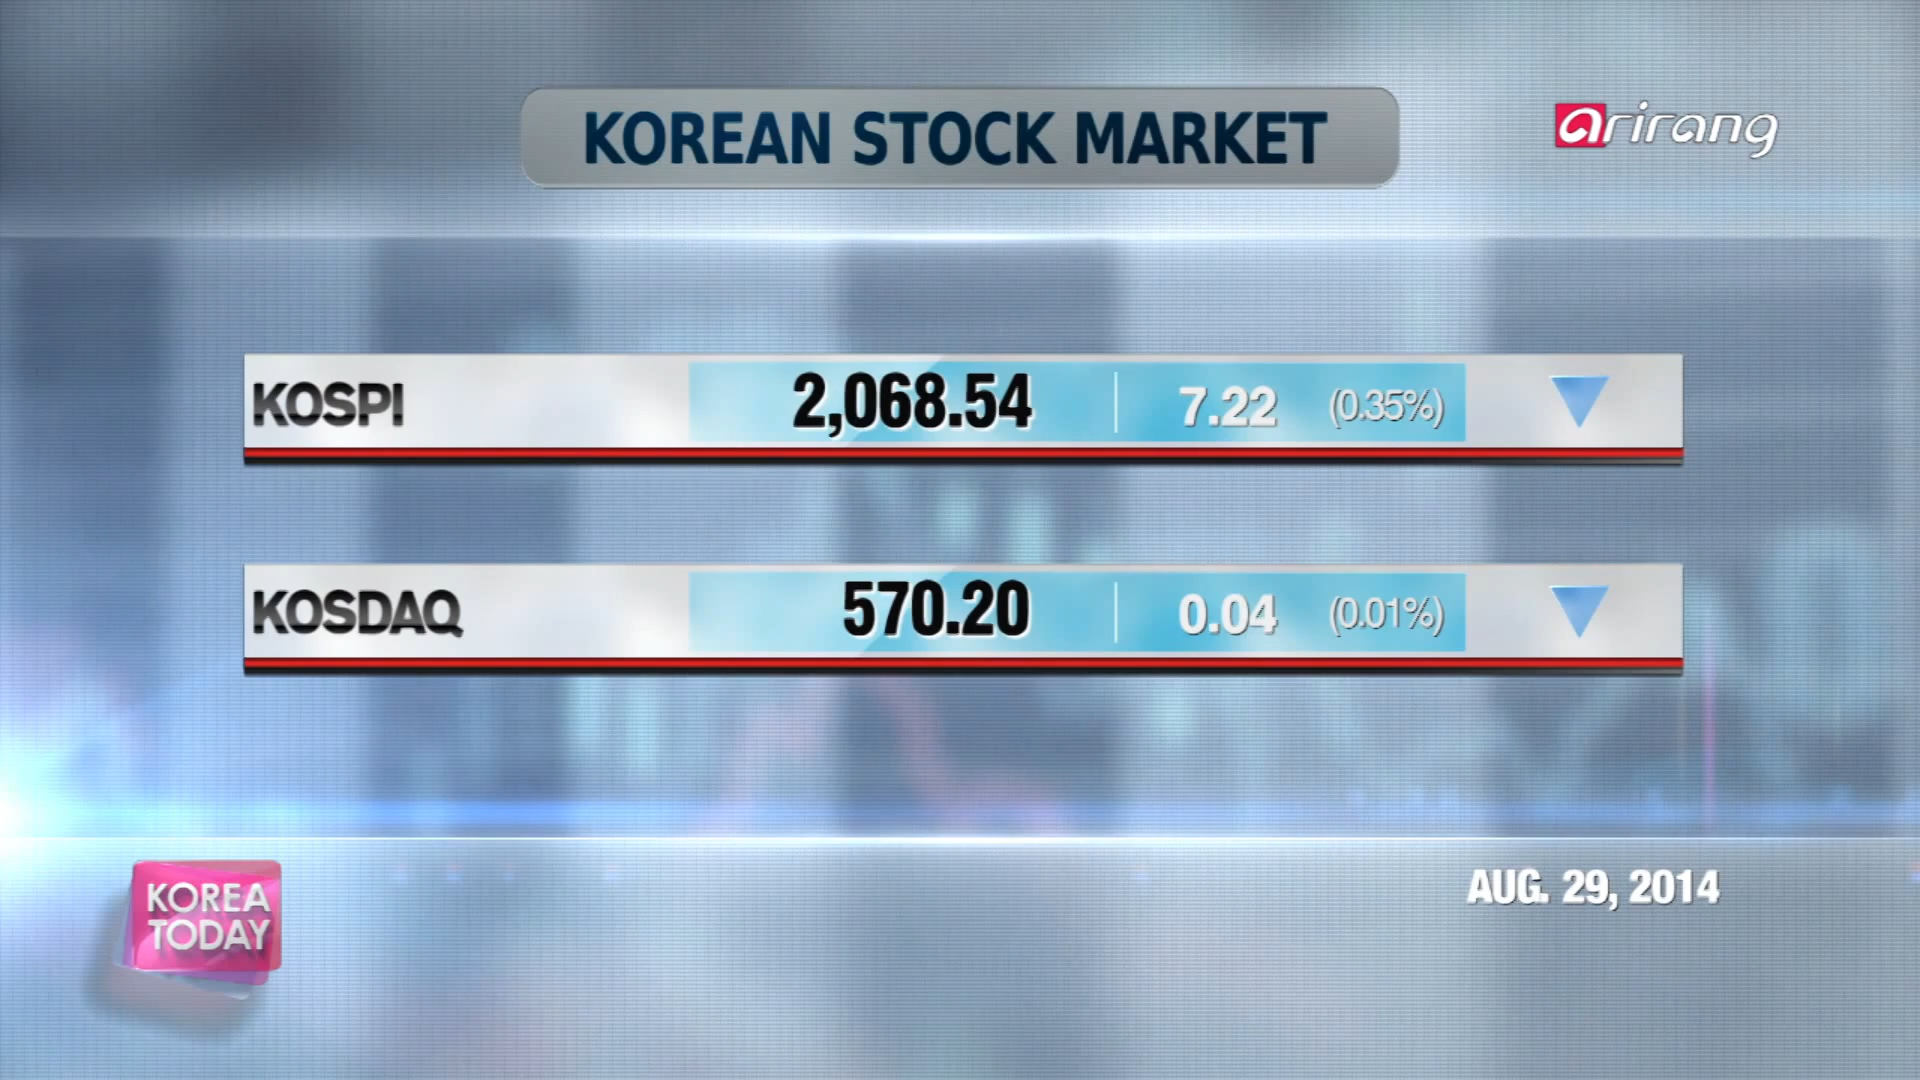 KOREAN STOCK MARKET
arirang
KOSPI 2,068.54 7.22 (0.35%)
KOSDAQ 570.20 0.04 (0.01%)
KOREA
TODAY
AUG. 29, 2014